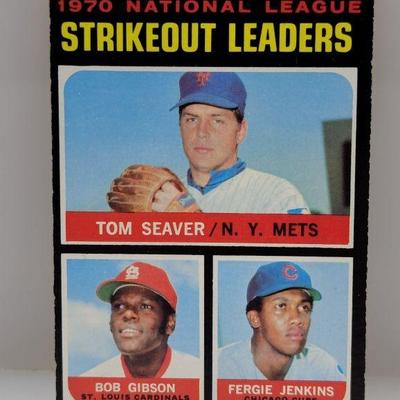 1970 NATIONAL LEAGUE
STRIKEOUT LEADERS
TOM SEAVER / N. Y. METS
BOB GIBSON
ST. LOUIS CARDINALS
FERGIE JENKINS
CHICAGO CUBS